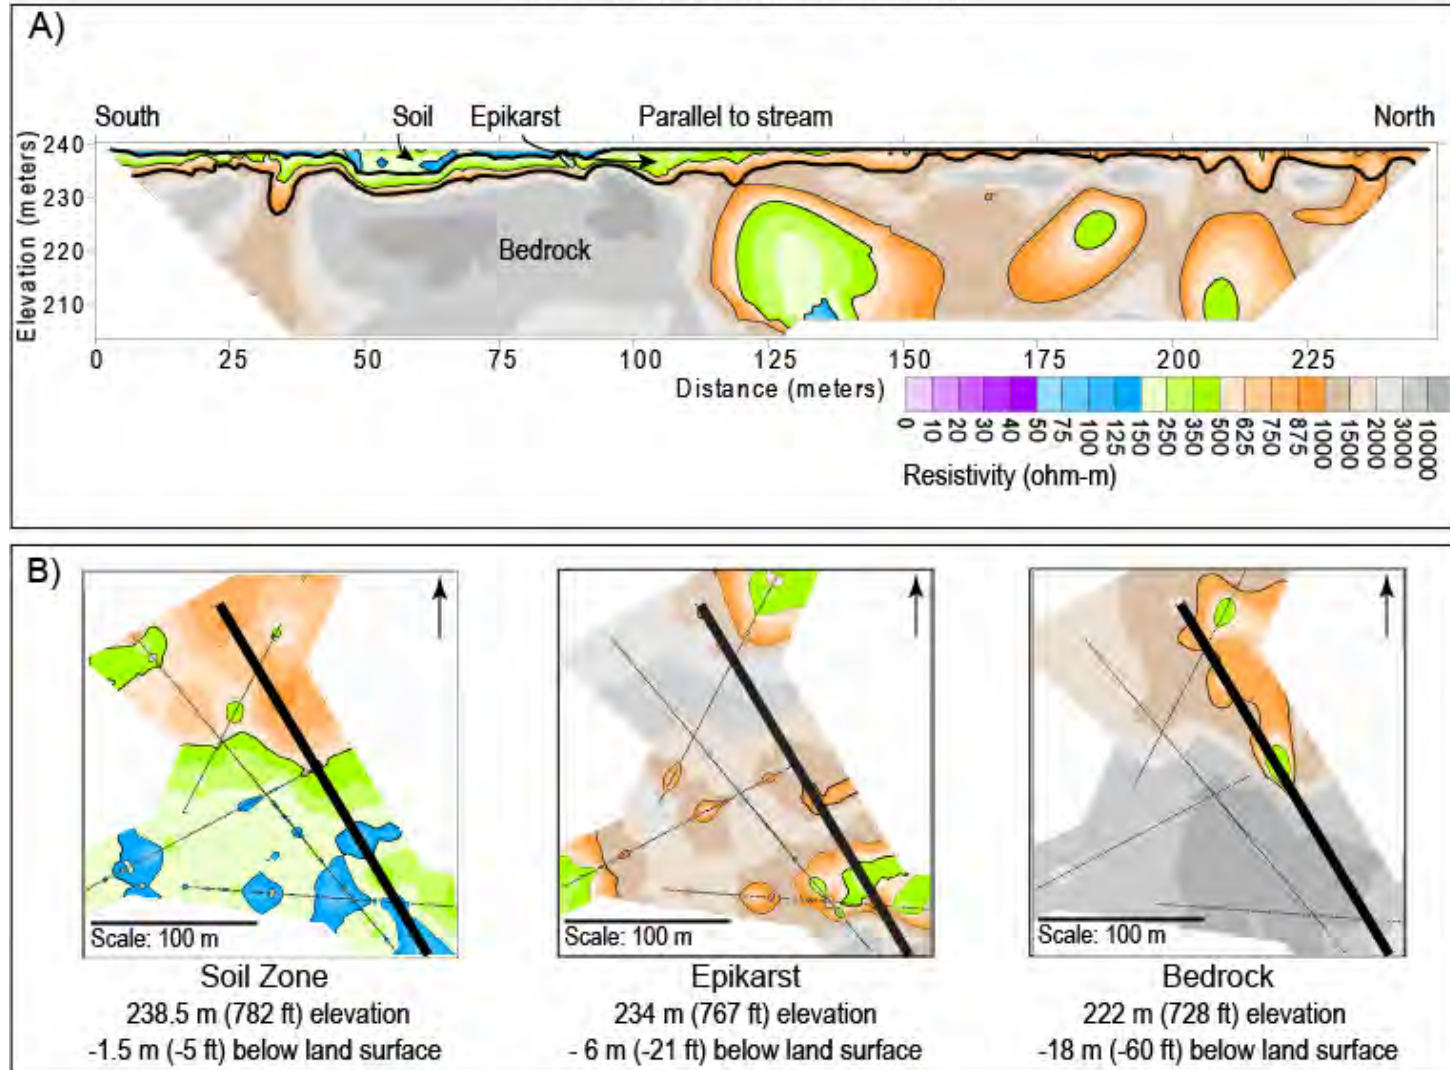 A)
South Soil Epikarst Parallel to stream North
240
230
220
210
Elevation (meters)
Bedrock
0 25 50 75 100 125 150 175 200 225
Distance (meters)
0 10 20 30 40 50 75 100 125 150 250 350 500 625 750 875 1000 1500 2000 30000 10000
Resistivity (ohm-m)
B)
Scale: 100 m Scale: 100 m Scale: 100 m
Soil Zone Epikarst Bedrock
238.5 m (782 ft) elevation 234 m (767 ft) elevation 222 m (728 ft) elevation
-1.5 m (-5 ft) below land surface - 6 m (-21 ft) below land surface -18 m (-60 ft) below land surface